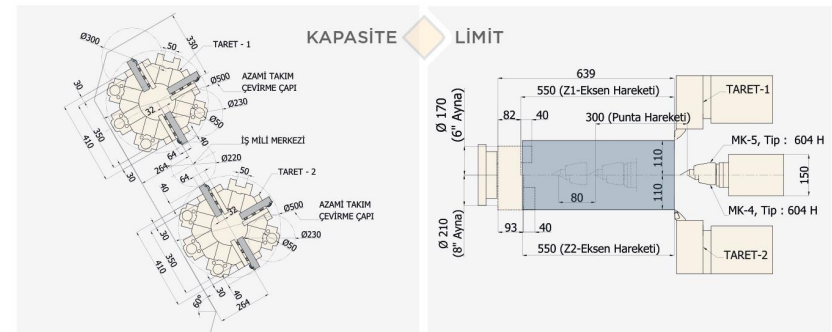 KAPASİTE LİMİT
Ø300
50
330
TARET - 1
Ø500
AZAMİ TAKIM
ÇEVİRME ÇAPI
30
32
Ø230
Ø50
410
350
40
İŞ MİLİ MERKEZİ
64
264
30
Ø220
40
64
50
TARET - 2
Ø500
AZAMİ TAKIM
ÇEVİRME ÇAPI
32
Ø230
Ø50
30
350
410
30
40
264
60°
639
550 (Z1-Eksen Hareketi)
TARET-1
82
40
300 (Punta Hareketi)
Ø 170
(6" Ayna)
MK-5, Tip : 604 H
110
150
110
80
MK-4, Tip : 604 H
Ø 210
(8" Ayna)
93
40
550 (Z2-Eksen Hareketi)
TARET-2